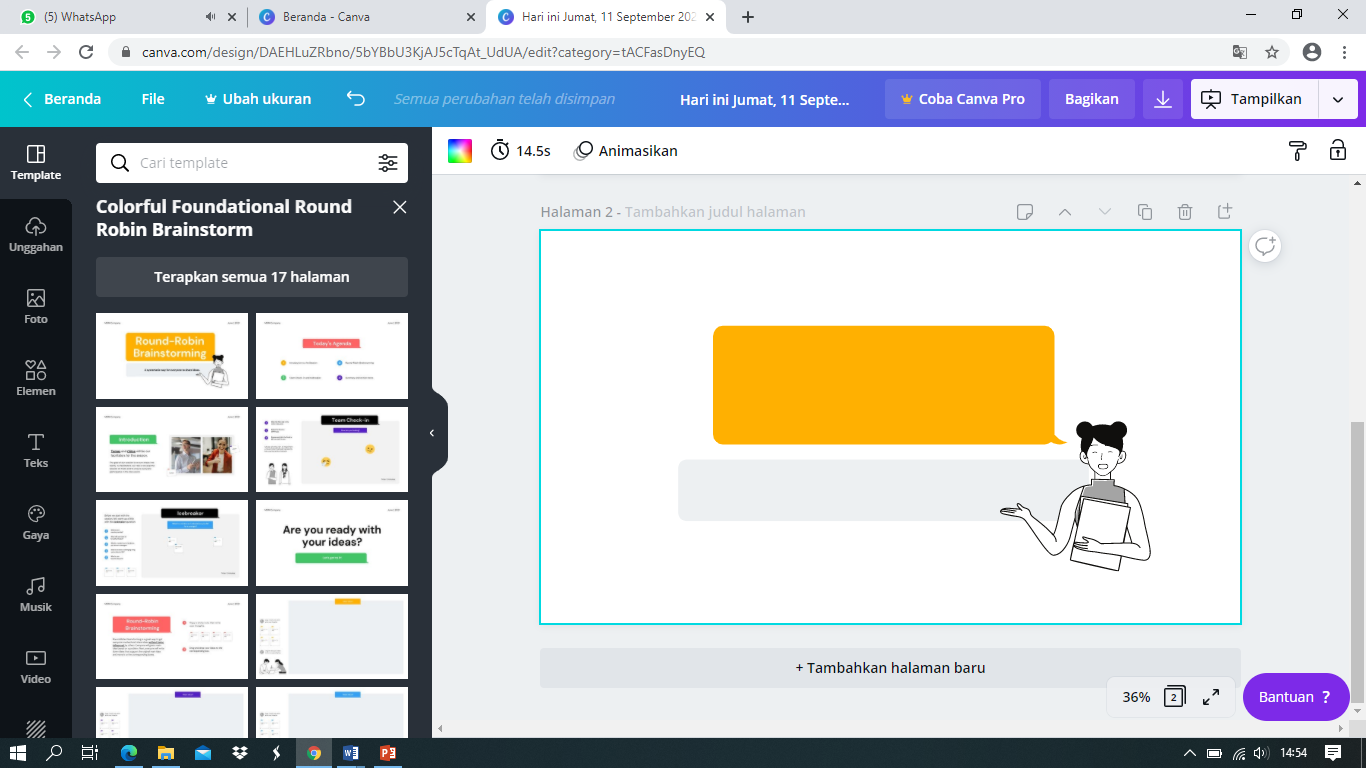 (5) WhatsApp
Beranda - Canva
Hari ini Jumat, 11 September 202
canva.com/design/DAEHLuZRbno/5bYBbU3KjAJ5cTqAt_UdUA/edit?category=tACFasDnyEQ
Beranda
File
Ubah ukuran
Semua perubahan telah disimpan
Hari ini Jumat, 11 Septe...
Coba Canva Pro
Bagikan
Tampilkan
Template
Unggahan
Foto
Elemen
Teks
Gaya
Musik
Video
Cari template
Colorful Foundational Round
Robin Brainstorm
Terapkan semua 17 halaman
Round-Robin
Brainstorming
Today's Agenda
Introduction
Team Check-in
Icebreaker
Are you ready with
your ideas?
Round-Robin
Brainstorming
14.5s
Animasikan
Halaman 2 - Tambahkan judul halaman
+ Tambahkan halaman baru
36%
2
Bantuan ?
14:54